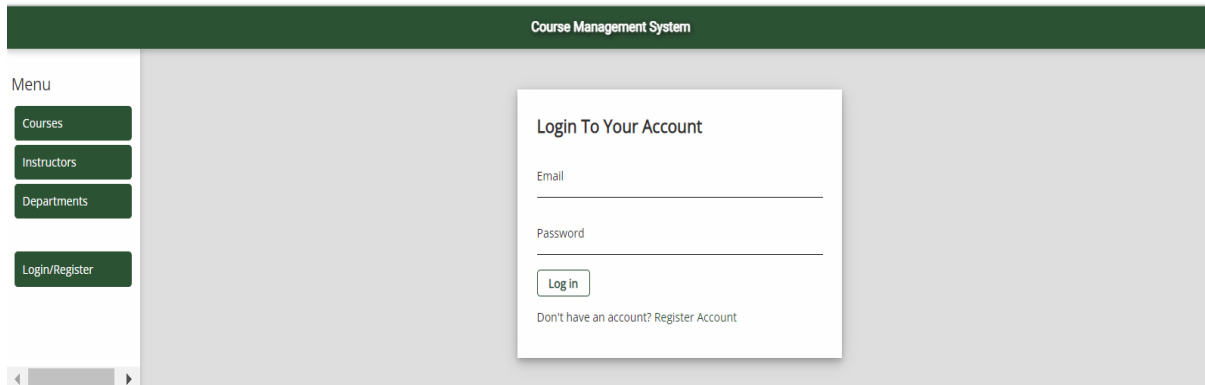 Course Management System
Menu
Courses
Instructors
Departments
Login/Register
Login To Your Account
Email
Password
Log in
Don't have an account? Register Account